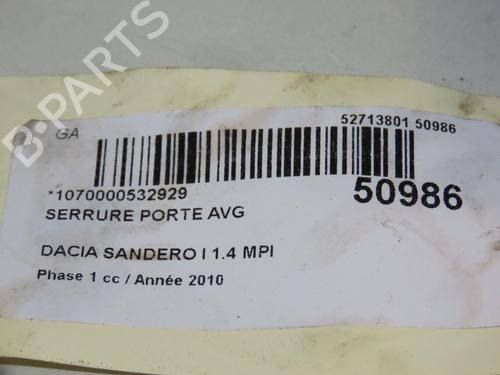 B-PARTS
GA
52713801 50986
*1070000532929
50986
SERRURE PORTE AVG
DACIA SANDERO I 1.4 MPI
Phase 1 cc / Année 2010